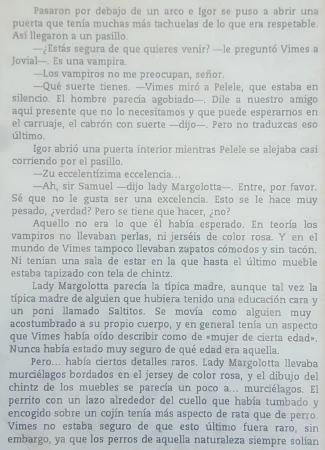 Pasaron por debajo de un arco e Igor se puso a abrir una
puerta que tenía muchas más tachuelas de lo que era respetable.
Así llegaron a un pasillo.
—¿Estás segura de que quieres venir? —le preguntó Vimes a
Jovial—. Es una vampira.
—Los vampiros no me preocupan, señor.
—Qué suerte tienes. —Vimes miró a Pelele, que estaba en
silencio. El hombre parecía agobiado—. Dile a nuestro amigo
aquí presente que no lo necesitamos y que puede esperarnos en
el carruaje, el cabrón con suerte —dijo—. Pero no traduzcas eso
último.
Igor abrió una puerta interior mientras Pelele se alejaba casi
corriendo por el pasillo.
—Zu eccelentízima eccelencia...
—Ah, sir Samuel —dijo lady Margolotta—. Entre, por favor.
Sé que no le gusta ser una excelencia. Esto se le hace muy
pesado, ¿verdad? Pero se tiene que hacer, ¿no?
Aquello no era lo que él había esperado. En teoría los
vampiros no llevaban perlas, ni jerséis de color rosa. Y en el
mundo de Vimes tampoco llevaban zapatos cómodos y sin tacón.
Ni tenían una sala de estar en la que hasta el último mueble
estaba tapizado con tela de chintz.
Lady Margolotta parecía la típica madre, aunque tal vez la
típica madre de alguien que hubiera tenido una educación cara y
un poni llamado Saltitos. Se movía como alguien muy
acostumbrado a su propio cuerpo, y en general tenía un aspecto
que Vimes había oído describir como de «mujer de cierta edad».
Nunca había estado muy seguro de qué edad era aquella.
Pero... había ciertos detalles raros. Lady Margolotta llevaba
murciélagos bordados en el jersey de color rosa, y el dibujo del
chintz de los muebles se parecía un poco a... murciélagos. El
perrito con un lazo alrededor del cuello que había tumbado y
encogido sobre un cojín tenía más aspecto de rata que de perro.
Vimes no estaba seguro de que esto último fuera raro, sin
embargo, ya que los perros de aquella naturaleza siempre solían